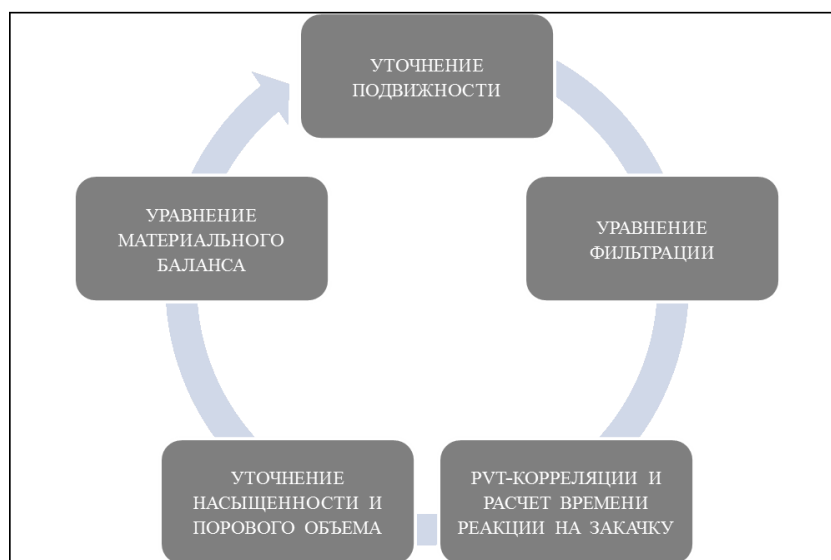 УТОЧНЕНИЕ
ПОДВИЖНОСТИ
УРАВНЕНИЕ
ФИЛЬТРАЦИИ
PVT-КОРРЕЛЯЦИИ И
РАСЧЕТ ВРЕМЕНИ
РЕАКЦИИ НА ЗАКАЧКУ
УТОЧНЕНИЕ
НАСЫЩЕННОСТИ И
ПОРОВОГО ОБЪЕМА
УРАВНЕНИЕ
МАТЕРИАЛЬНОГО
БАЛАНСА